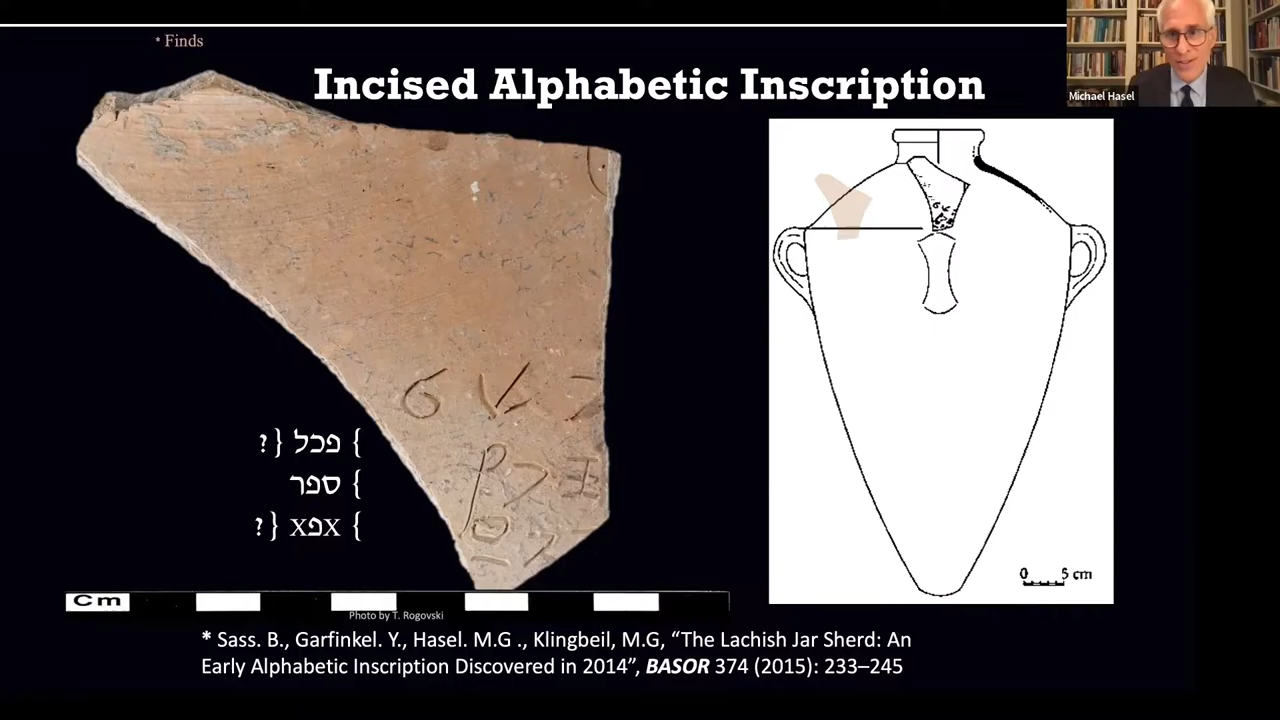 * Finds
Incised Alphabetic Inscription
Michael Hasel
{ פכל { ?
{ ספר
{ xפx { ?
0 5 cm
Cm
Photo by T. Rogovski
* Sass. B., Garfinkel. Y., Hasel. M.G ., Klingbeil, M.G, “The Lachish Jar Sherd: An
Early Alphabetic Inscription Discovered in 2014”, BASOR 374 (2015): 233–245